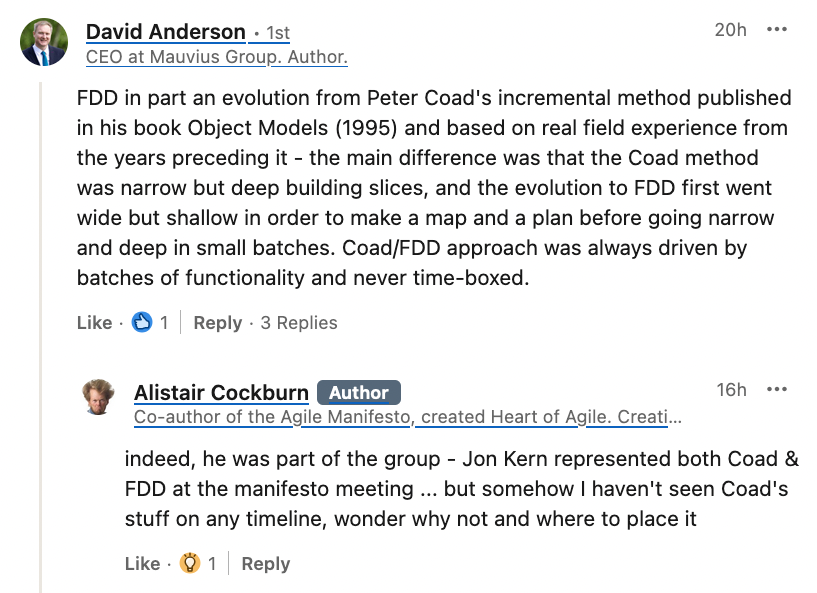 David Anderson • 1st
20h •••
CEO at Mauvius Group. Author.
FDD in part an evolution from Peter Coad's incremental method published
in his book Object Models (1995) and based on real field experience from
the years preceding it - the main difference was that the Coad method
was narrow but deep building slices, and the evolution to FDD first went
wide but shallow in order to make a map and a plan before going narrow
and deep in small batches. Coad/FDD approach was always driven by
batches of functionality and never time-boxed.
Like · 1 | Reply · 3 Replies
Alistair Cockburn Author
16h •••
Co-author of the Agile Manifesto, created Heart of Agile. Creati...
indeed, he was part of the group - Jon Kern represented both Coad &
FDD at the manifesto meeting ... but somehow I haven't seen Coad's
stuff on any timeline, wonder why not and where to place it
Like · 1 | Reply